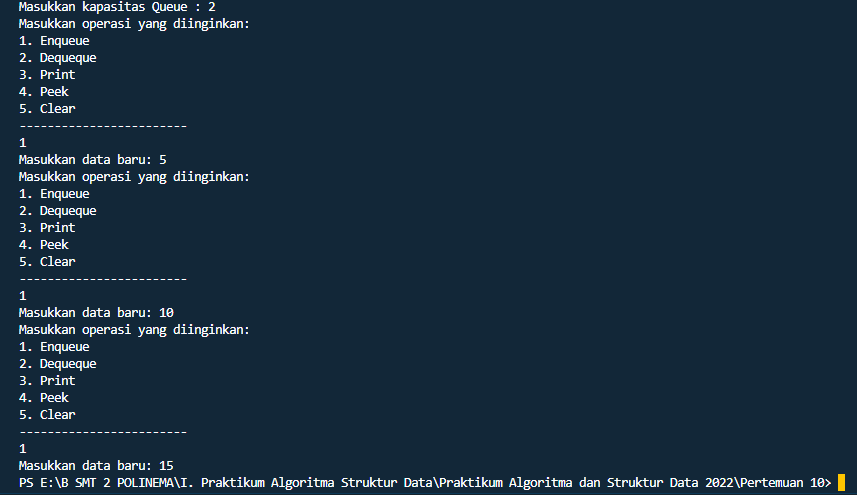 Masukkan kapasitas Queue : 2
Masukkan operasi yang diinginkan:
1. Enqueue
2. Dequeque
3. Print
4. Peek
5. Clear
------------------------
1
Masukkan data baru: 5
Masukkan operasi yang diinginkan:
1. Enqueue
2. Dequeque
3. Print
4. Peek
5. Clear
------------------------
1
Masukkan data baru: 10
Masukkan operasi yang diinginkan:
1. Enqueue
2. Dequeque
3. Print
4. Peek
5. Clear
------------------------
1
Masukkan data baru: 15
PS E:\B SMT 2 POLINEMA\I. Praktikum Algoritma Struktur Data\Praktikum Algoritma dan Struktur Data 2022\Pertemuan 10>